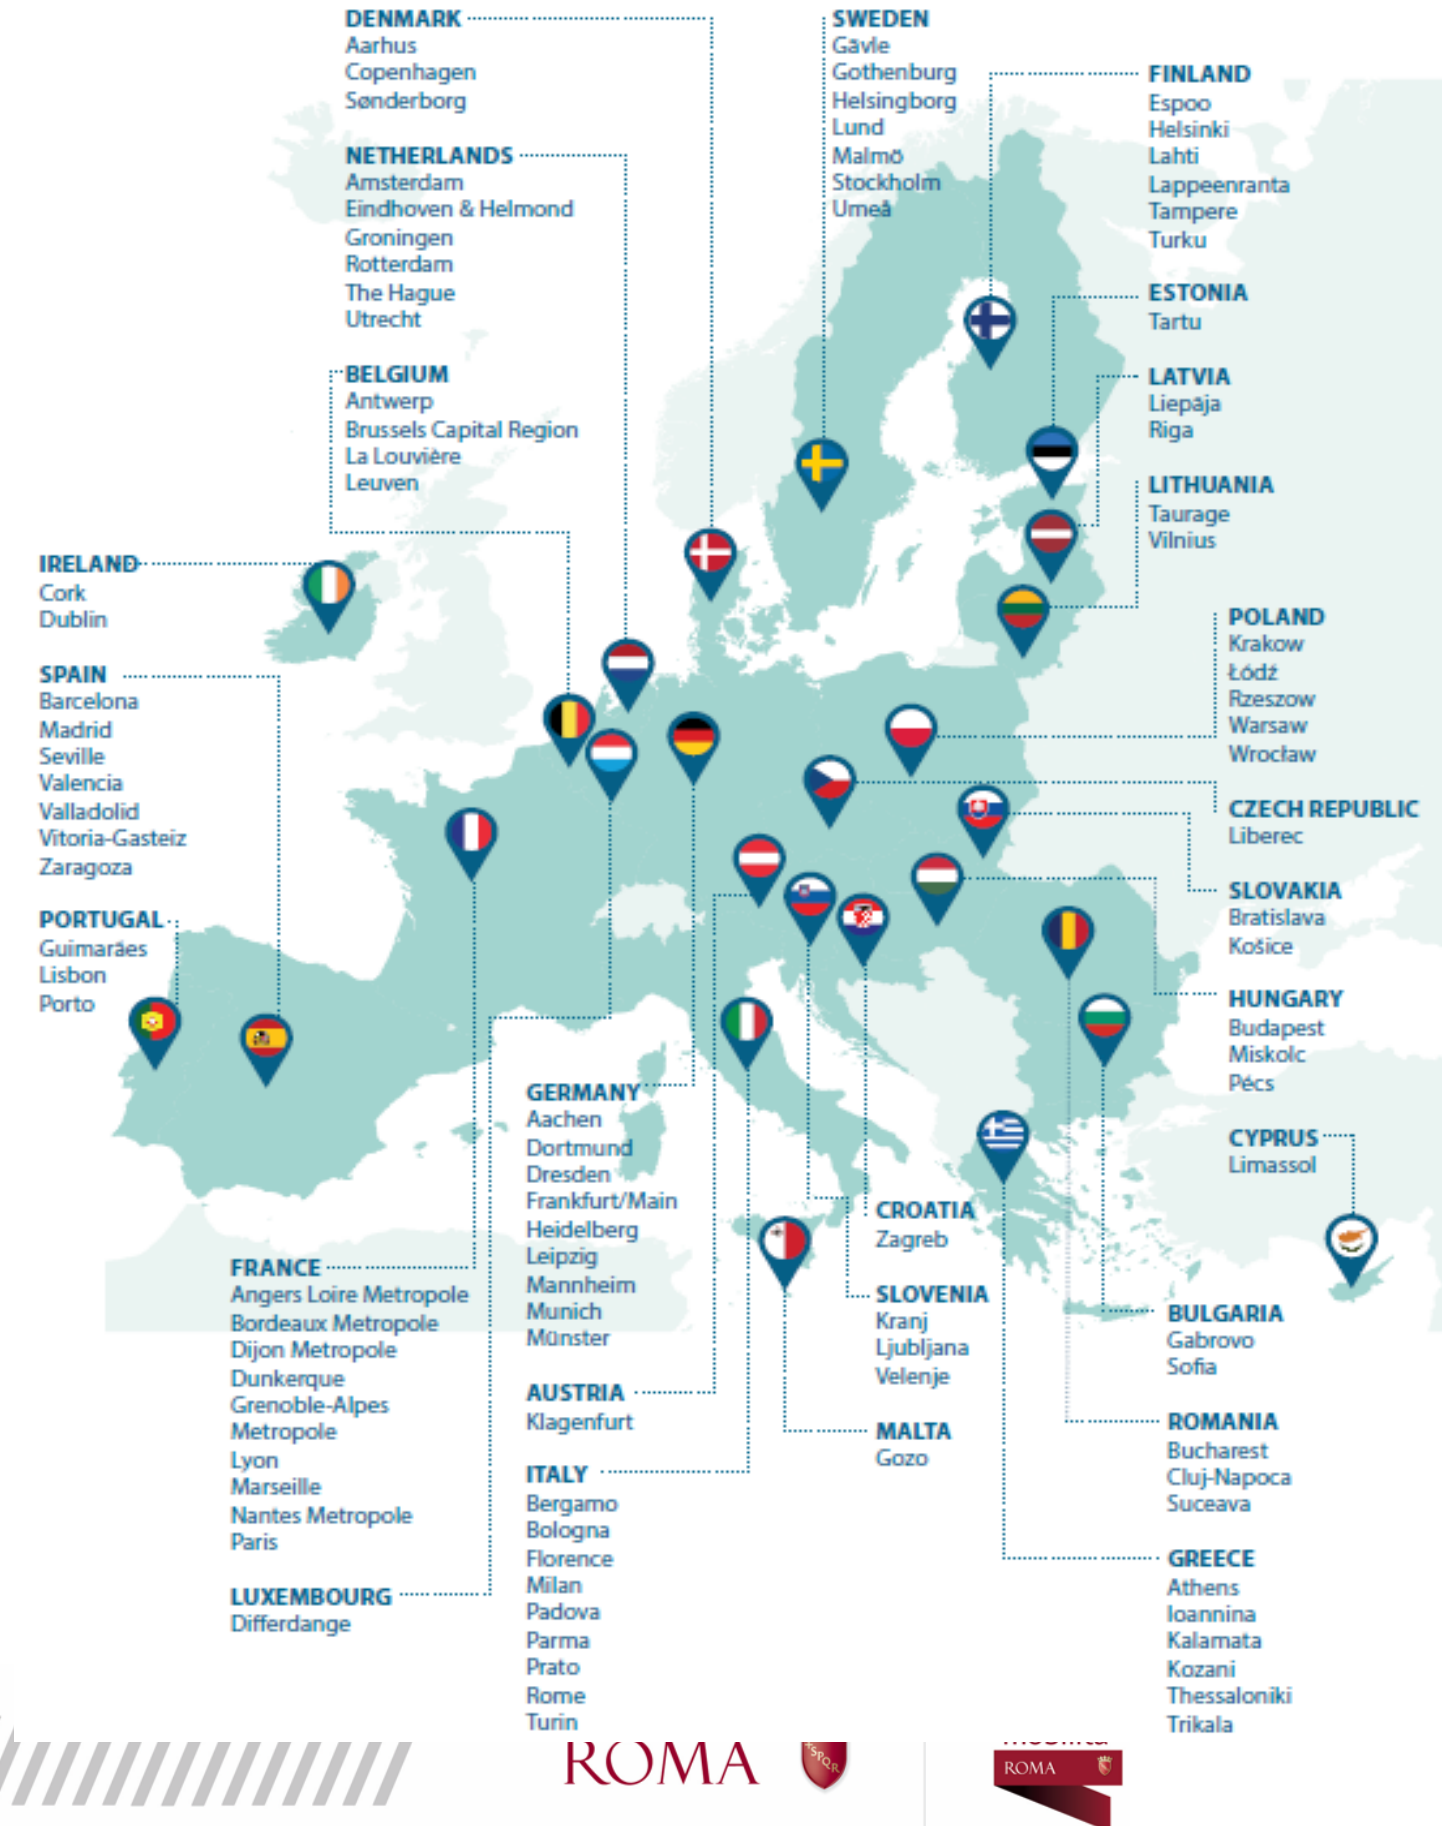 DENMARK
Aarhus
Copenhagen
Sønderborg
NETHERLANDS
Amsterdam
Eindhoven & Helmond
Groningen
Rotterdam
The Hague
Utrecht
BELGIUM
Antwerp
Brussels Capital Region
La Louvière
Leuven
SWEDEN
Gävle
Gothenburg
Helsingborg
Lund
Malmö
Stockholm
Umeå
FINLAND
Espoo
Helsinki
Lahti
Lappeenranta
Tampere
Turku
ESTONIA
Tartu
LATVIA
Liepāja
Riga
LITHUANIA
Taurage
Vilnius
IRELAND
Cork
Dublin
SPAIN
Barcelona
Madrid
Seville
Valencia
Valladolid
Vitoria-Gasteiz
Zaragoza
PORTUGAL
Guimarães
Lisbon
Porto
POLAND
Krakow
Łódź
Rzeszow
Warsaw
Wrocław
CZECH REPUBLIC
Liberec
SLOVAKIA
Bratislava
Košice
HUNGARY
Budapest
Miskolc
Pécs
CYPRUS
Limassol
GERMANY
Aachen
Dortmund
Dresden
Frankfurt/Main
Heidelberg
Leipzig
Mannheim
Munich
Münster
AUSTRIA
Klagenfurt
ITALY
Bergamo
Bologna
Florence
Milan
Padova
Parma
Prato
Rome
Turin
FRANCE
Angers Loire Metropole
Bordeaux Metropole
Dijon Metropole
Dunkerque
Grenoble-Alpes
Metropole
Lyon
Marseille
Nantes Metropole
Paris
LUXEMBOURG
Differdange
CROATIA
Zagreb
SLOVENIA
Kranj
Ljubljana
Velenje
MALTA
Gozo
BULGARIA
Gabrovo
Sofia
ROMANIA
Bucharest
Cluj-Napoca
Suceava
GREECE
Athens
Ioannina
Kalamata
Kozani
Thessaloniki
Trikala
ROMA
SPQR
mobilità
ROMA